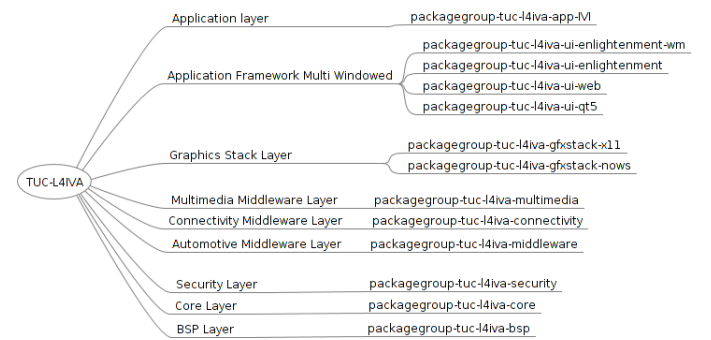 TUC-L4IVA
Application layer
packagegroup-tuc-l4iva-app-IVI
Application Framework Multi Windowed
packagegroup-tuc-l4iva-ui-enlightenment-wm
packagegroup-tuc-l4iva-ui-enlightenment
packagegroup-tuc-l4iva-ui-web
packagegroup-tuc-l4iva-ui-qt5
Graphics Stack Layer
packagegroup-tuc-l4iva-gfxstack-x11
packagegroup-tuc-l4iva-gfxstack-nows
Multimedia Middleware Layer
packagegroup-tuc-l4iva-multimedia
Connectivity Middleware Layer
packagegroup-tuc-l4iva-connectivity
Automotive Middleware Layer
packagegroup-tuc-l4iva-middleware
Security Layer
packagegroup-tuc-l4iva-security
Core Layer
packagegroup-tuc-l4iva-core
BSP Layer
packagegroup-tuc-l4iva-bsp